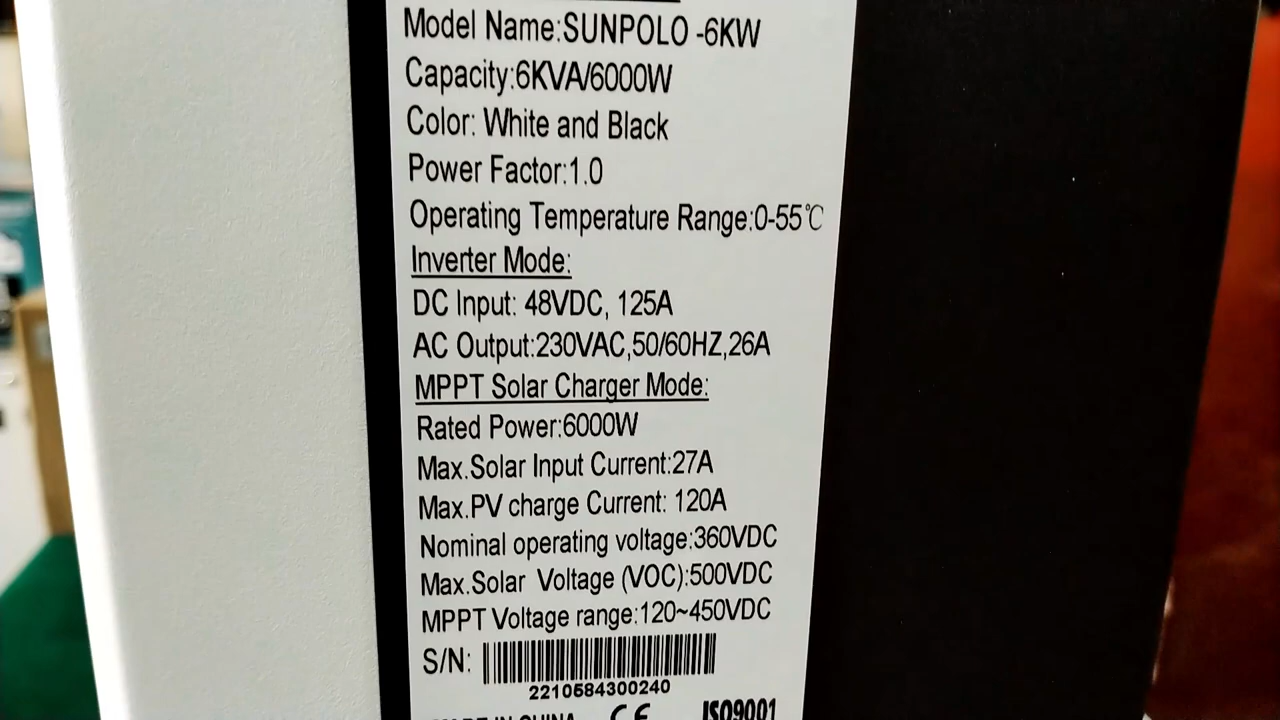 Model Name:SUNPOLO -6KW
Capacity:6KVA/6000W
Color: White and Black
Power Factor:1.0
Operating Temperature Range:0-55℃
Inverter Mode:
DC Input: 48VDC, 125A
AC Output:230VAC,50/60HZ,26A
MPPT Solar Charger Mode:
Rated Power:6000W
Max.Solar Input Current:27A
Max.PV charge Current: 120A
Nominal operating voltage:360VDC
Max.Solar Voltage (VOC):500VDC
MPPT Voltage range:120~450VDC
S/N:
2210584300240
MADE IN CHINA CE ISO9001